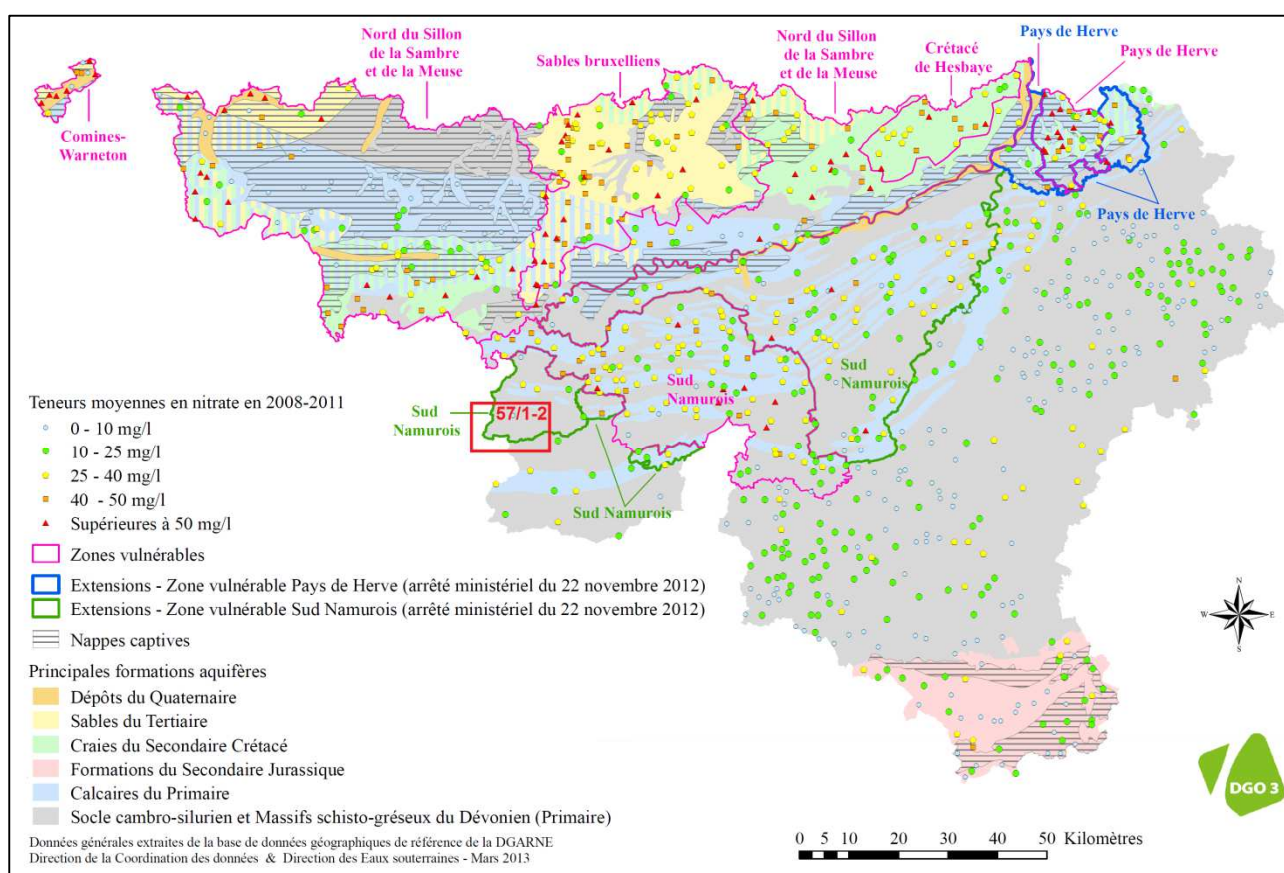 Nord du Sillon
de la Sambre
et de la Meuse
Sables bruxelliens
Nord du Sillon
de la Sambre
et de la Meuse
Crétacé
de Hesbaye
Pays de Herve
Pays de Herve
Comines-
Warneton
Pays de Herve
Sud
Namurois
Sud
Namurois
Sud
Namurois
57/1-2
Sud Namurois
Teneurs moyennes en nitrate en 2008-2011
0 - 10 mg/l
10 - 25 mg/l
25 - 40 mg/l
40 - 50 mg/l
Supérieures à 50 mg/l
Zones vulnérables
Extensions - Zone vulnérable Pays de Herve (arrêté ministériel du 22 novembre 2012)
Extensions - Zone vulnérable Sud Namurois (arrêté ministériel du 22 novembre 2012)
Nappes captives
Principales formations aquifères
Dépôts du Quaternaire
Sables du Tertiaire
Craies du Secondaire Crétacé
Formations du Secondaire Jurassique
Calcaires du Primaire
Socle cambro-silurien et Massifs schisto-gréseux du Dévonien (Primaire)
Données générales extraites de la base de données géographiques de référence de la DGARNE
Direction de la Coordination des données & Direction des Eaux souterraines - Mars 2013
N
W E
S
DGO 3
0 5 10 20 30 40 50 Kilomètres